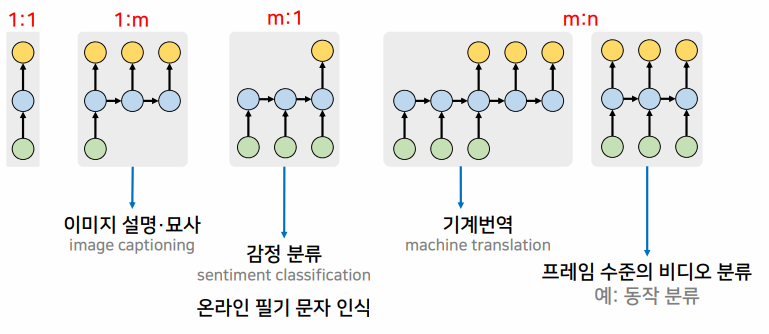 1:1
1:m
m:1
m:n
이미지 설명·묘사
image captioning
감정 분류
sentiment classification
온라인 필기 문자 인식
기계번역
machine translation
프레임 수준의 비디오 분류
예: 동작 분류